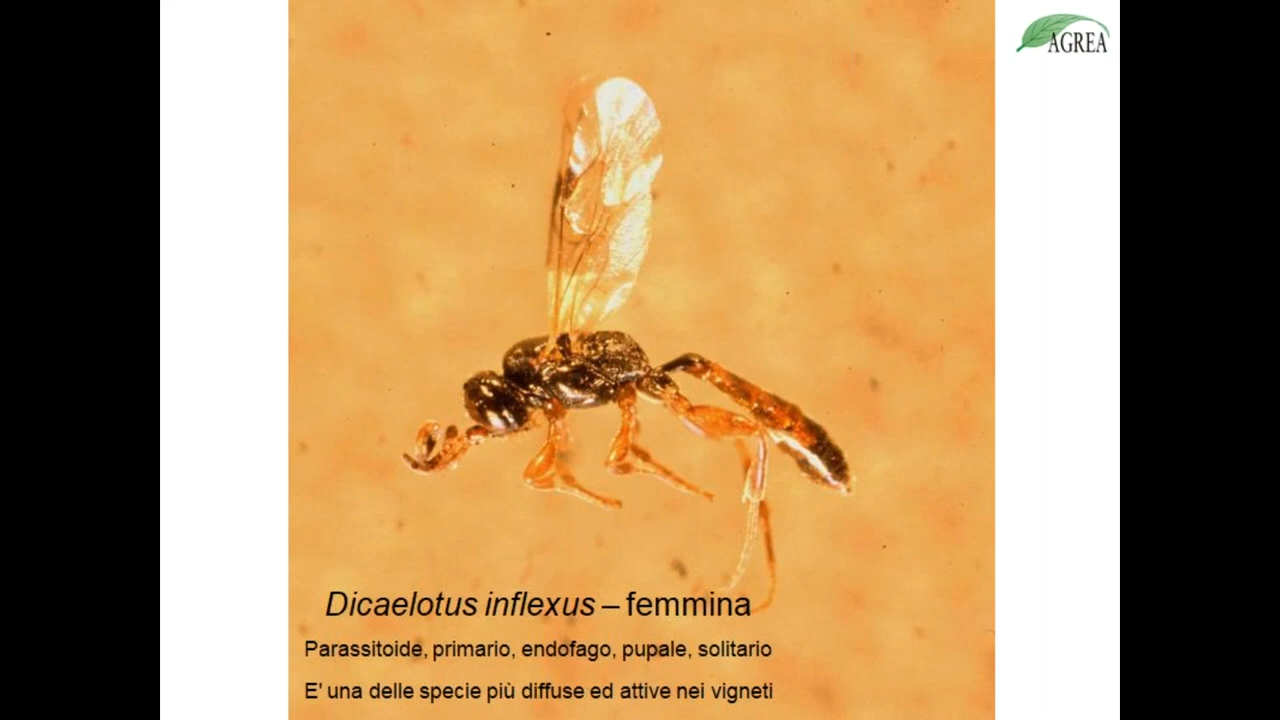 AGREA
Dicaelotus inflexus – femmina
Parassitoide, primario, endofago, pupale, solitario
E' una delle specie più diffuse ed attive nei vigneti